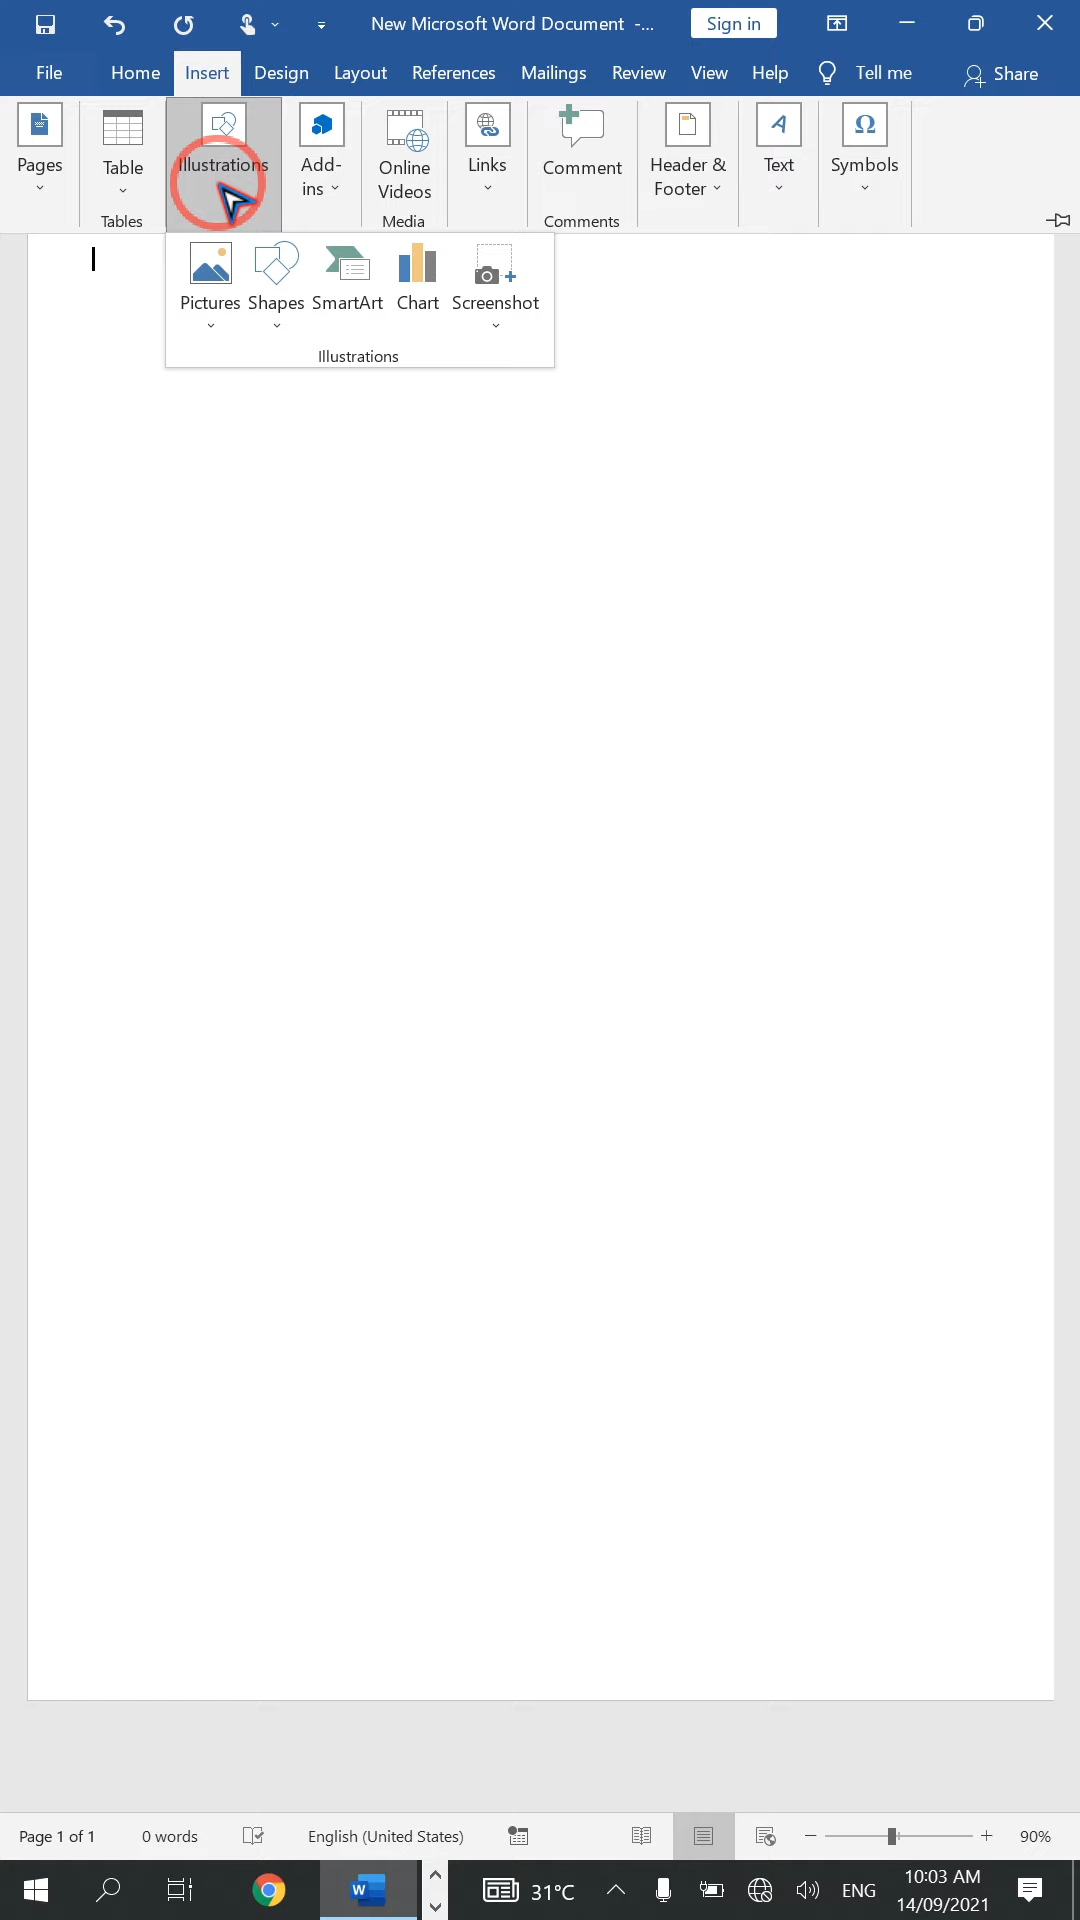 New Microsoft Word Document -...
Sign in
File
Home
Insert
Design
Layout
References
Mailings
Review
View
Help
Tell me
Share
Pages
Table
Illustrations
Add-
ins
Online
Videos
Links
Comment
Header &
Footer
Text
Symbols
Tables
Media
Comments
Pictures
Shapes
SmartArt
Chart
Screenshot
Illustrations
Page 1 of 1
0 words
English (United States)
90%
31°C
ENG
10:03 AM
14/09/2021